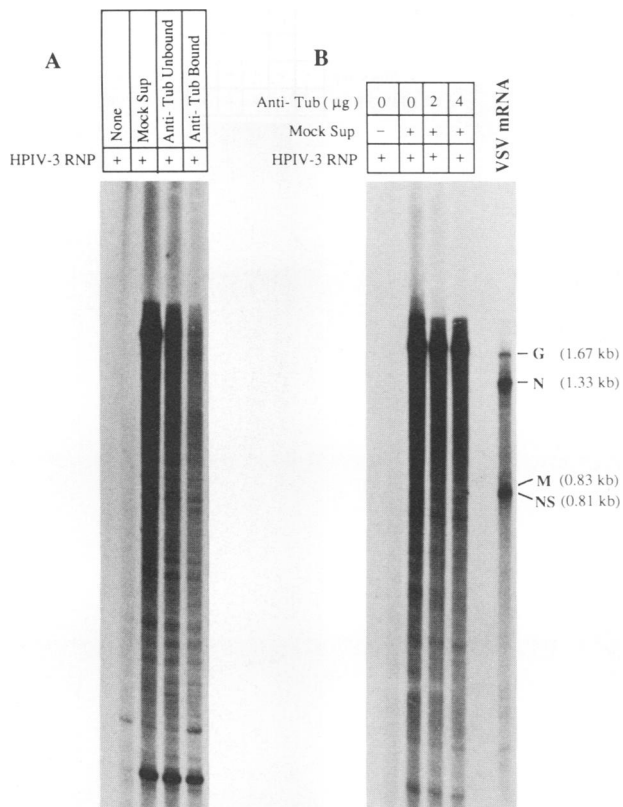 A
None
Mock Sup
Anti- Tub Unbound
Anti- Tub Bound
HPIV-3 RNP + + + +
B
Anti- Tub ( μg ) 0 0 2 4
Mock Sup – + + +
HPIV-3 RNP + + + +
VSV mRNA
G (1.67 kb)
N (1.33 kb)
M (0.83 kb)
NS (0.81 kb)